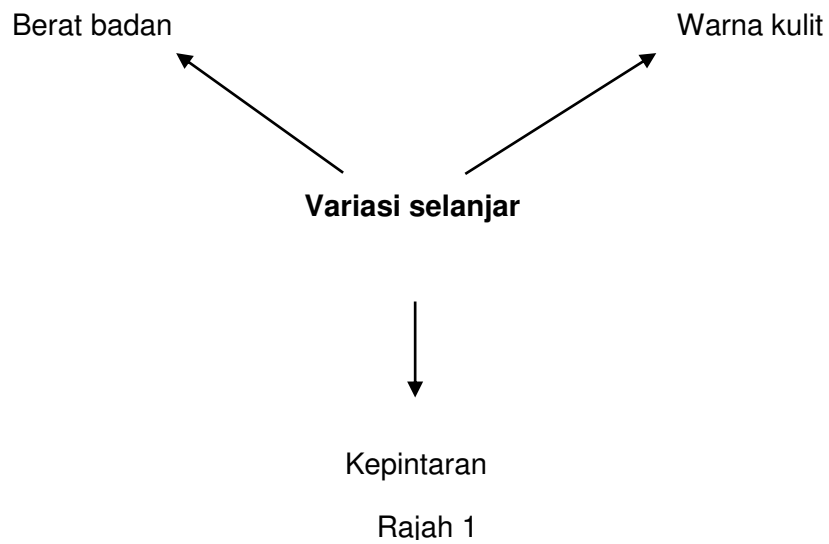 Berat badan
Warna kulit
Variasi selanjar
Kepintaran
Rajah 1